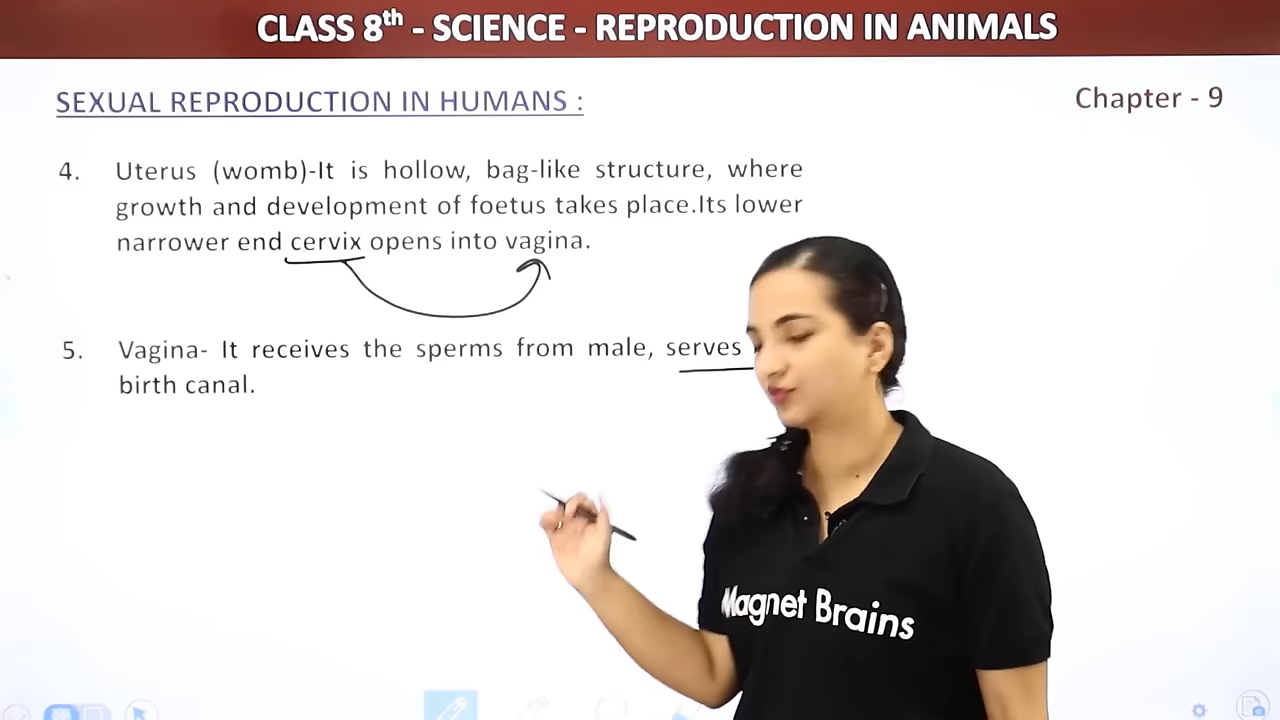 CLASS 8th - SCIENCE - REPRODUCTION IN ANIMALS
SEXUAL REPRODUCTION IN HUMANS :
Chapter - 9
4. Uterus (womb)-It is hollow, bag-like structure, where
growth and development of foetus takes place.Its lower
narrower end cervix opens into vagina.
5. Vagina- It receives the sperms from male, serves
birth canal.
Magnet Brains